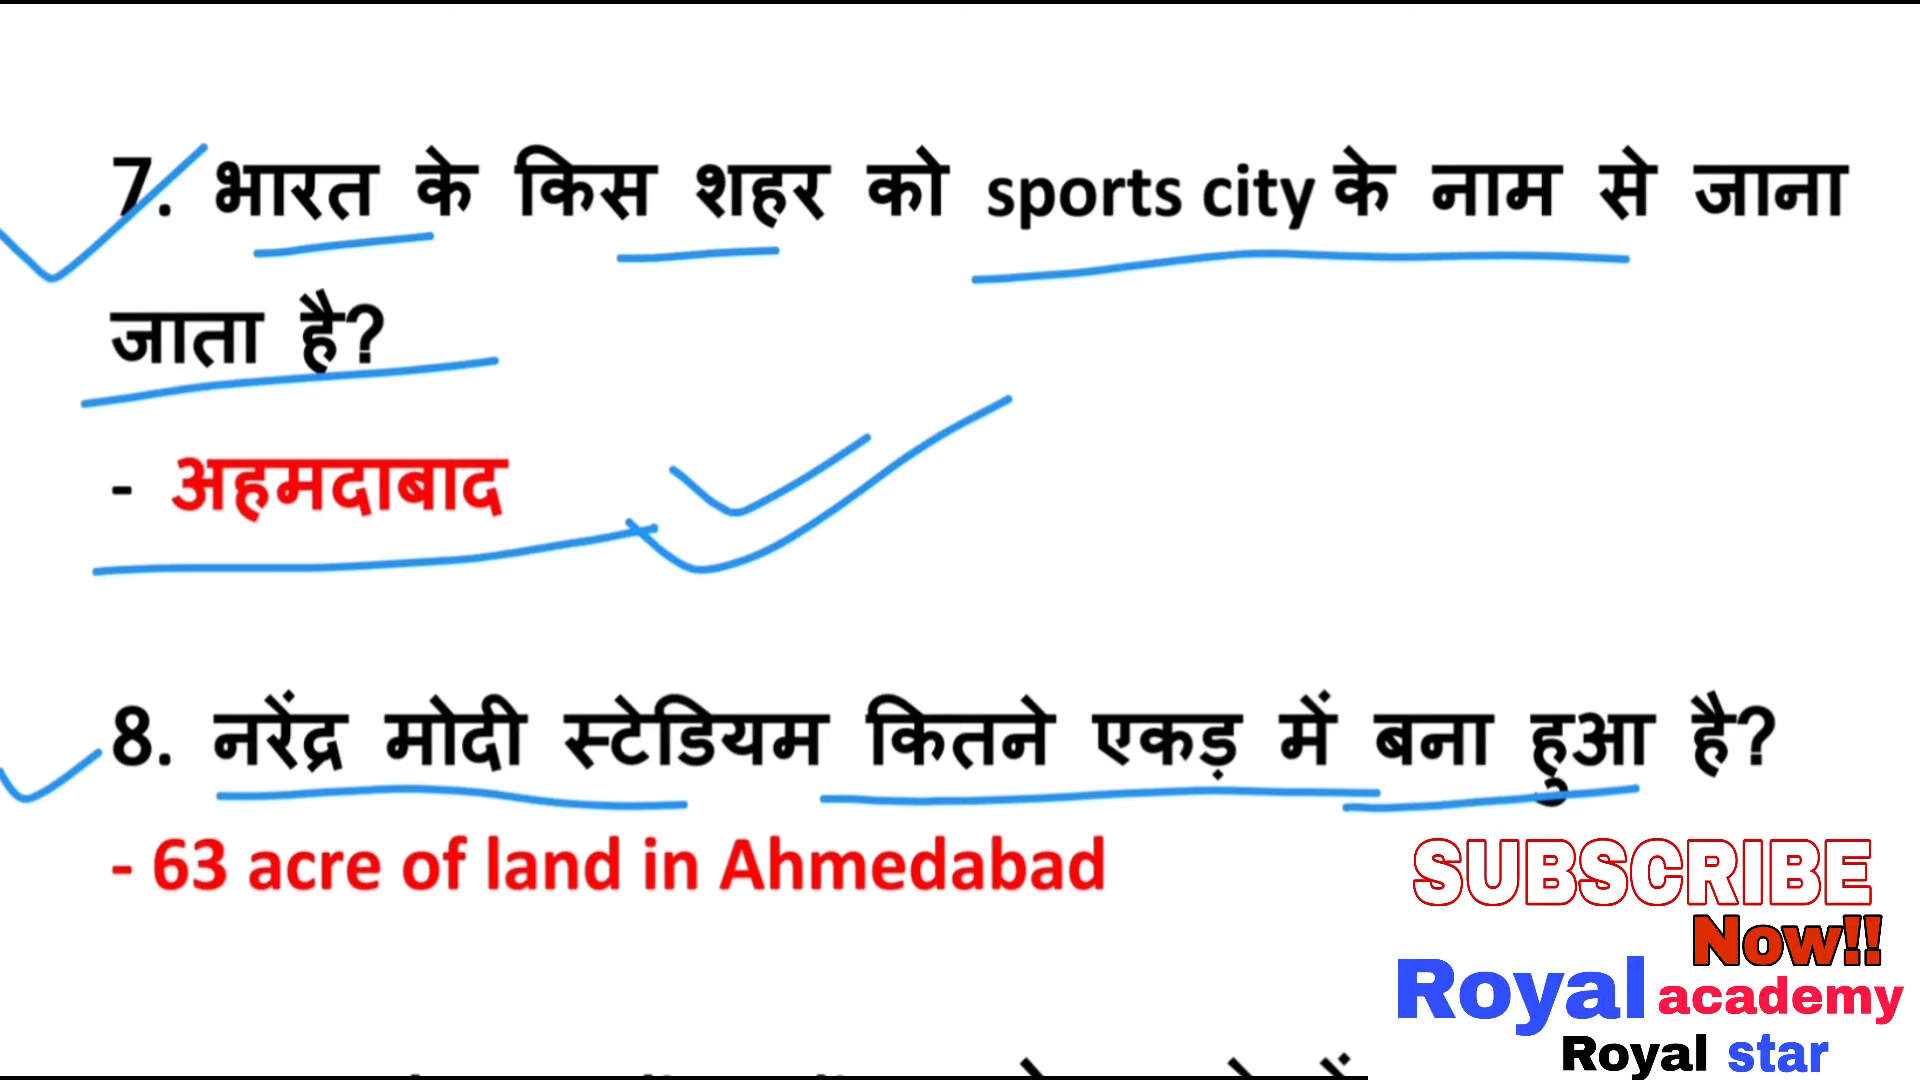 7. भारत के किस शहर को sports city के नाम से जाना
जाता है?
- अहमदाबाद
8. नरेंद्र मोदी स्टेडियम कितने एकड़ में बना हुआ है?
- 63 acre of land in Ahmedabad
SUBSCRIBE
Now!!
Royal academy
Royal star